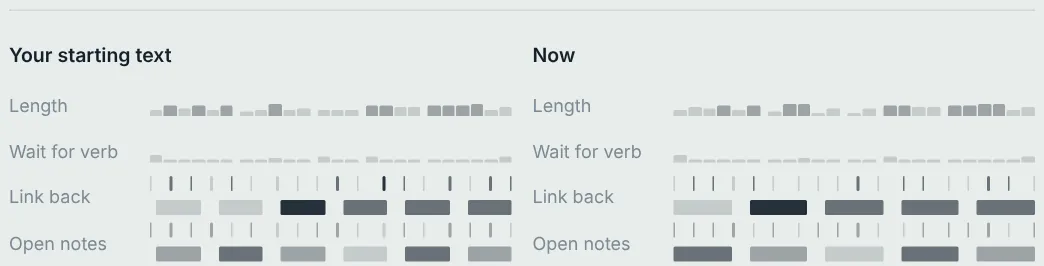 Your starting text
Length
Wait for verb
Link back
Open notes
Now
Length
Wait for verb
Link back
Open notes